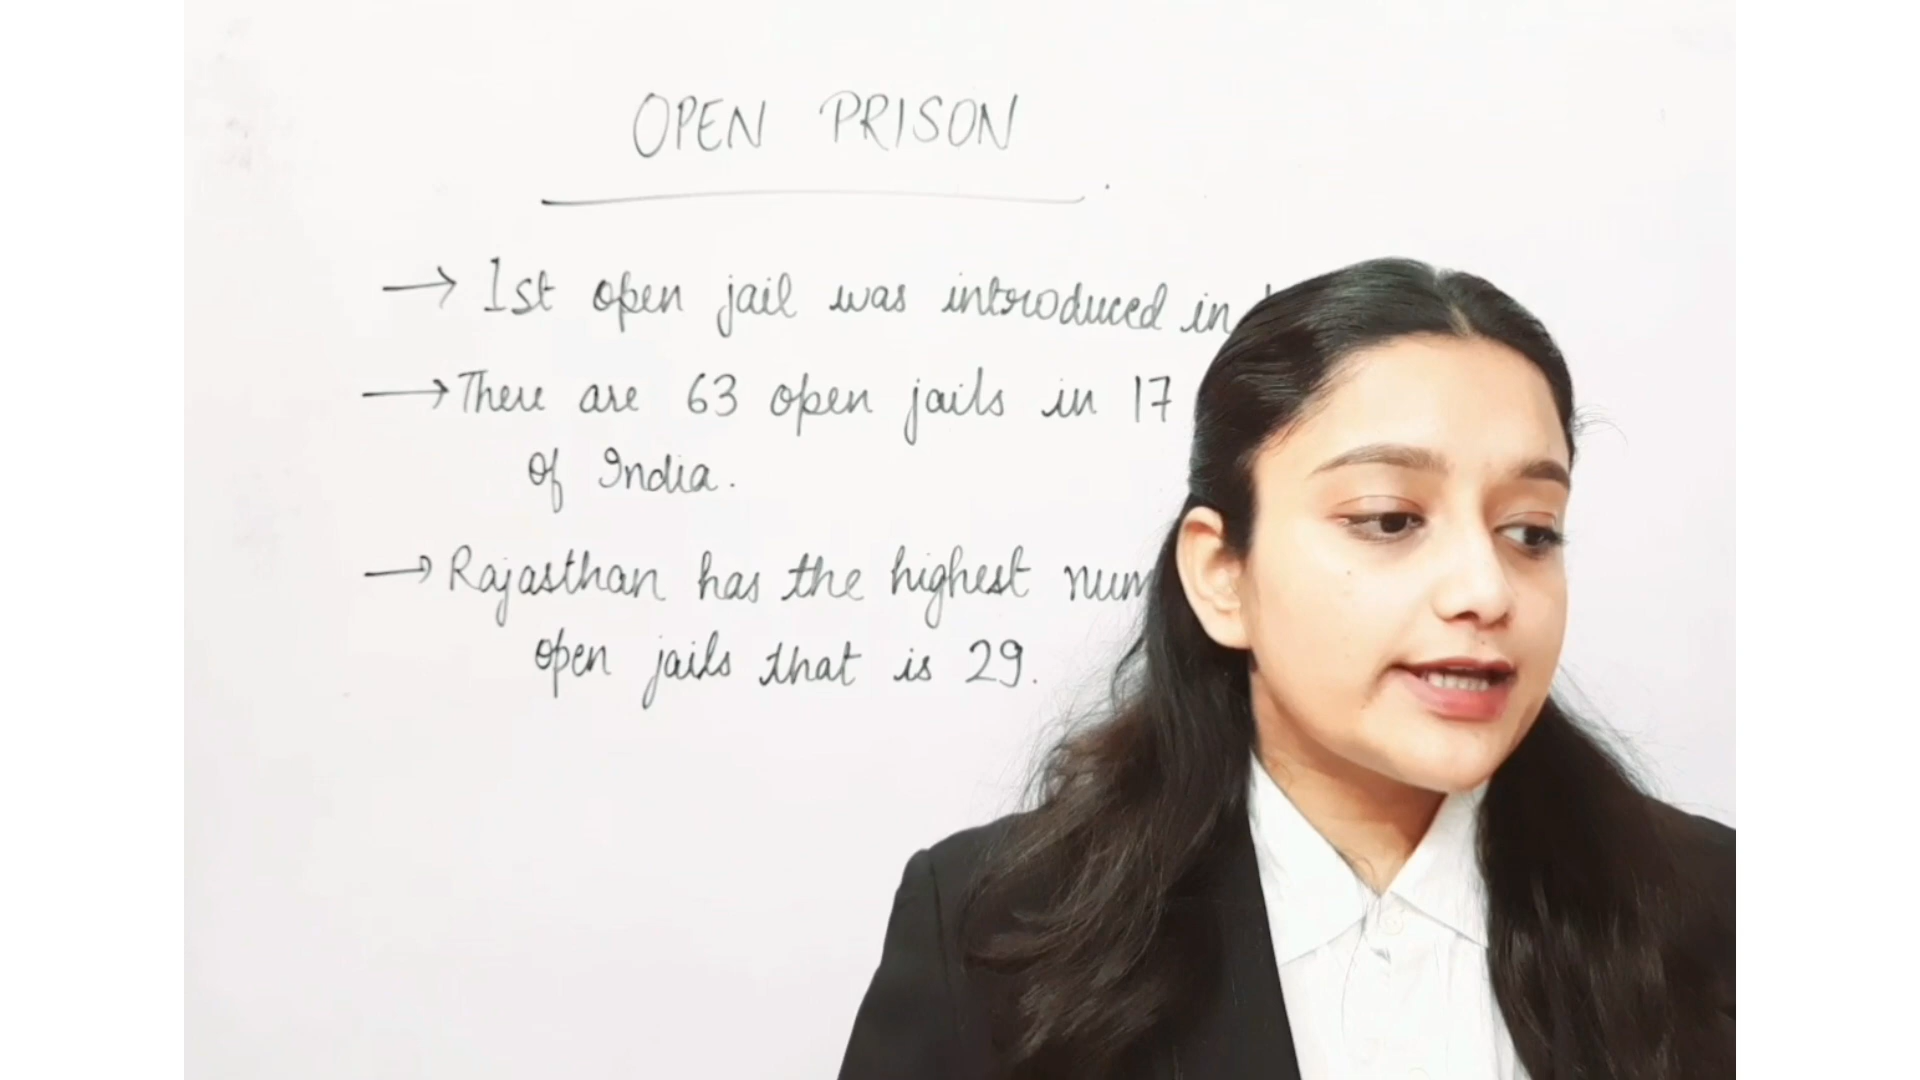 OPEN PRISON
→ 1st open jail was introduced in
→ There are 63 open jails in 17
of India.
→ Rajasthan has the highest
open jails that is 29.